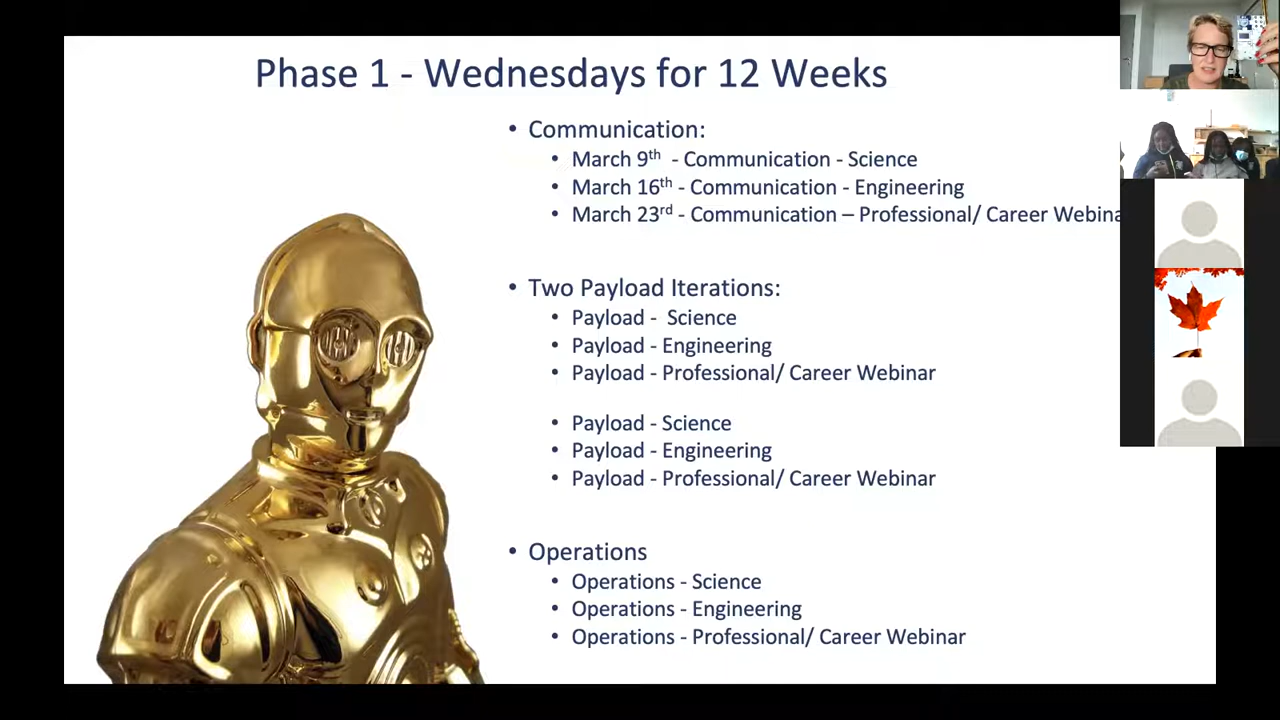 Phase 1 - Wednesdays for 12 Weeks
• Communication:
• March 9th - Communication - Science
• March 16th - Communication - Engineering
• March 23rd - Communication – Professional/ Career Webina
• Two Payload Iterations:
• Payload - Science
• Payload - Engineering
• Payload - Professional/ Career Webinar
• Payload - Science
• Payload - Engineering
• Payload - Professional/ Career Webinar
• Operations
• Operations - Science
• Operations - Engineering
• Operations - Professional/ Career Webinar